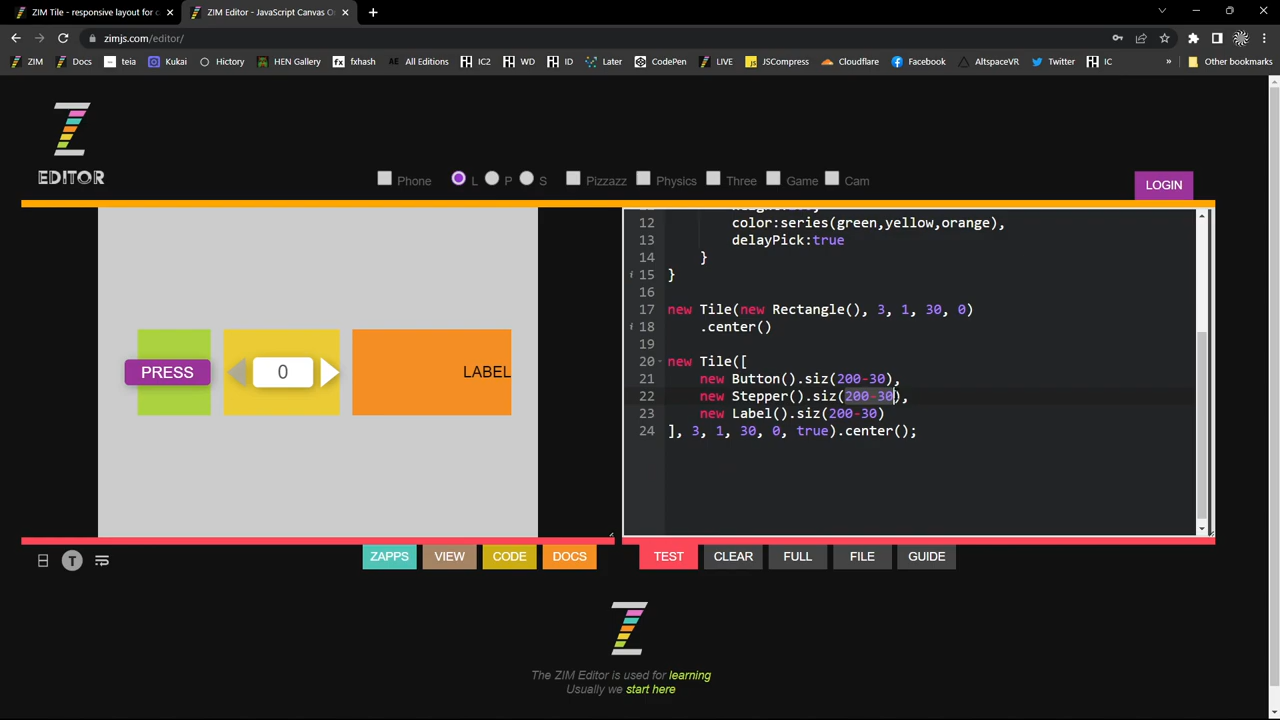 ZIM Tile - responsive layout for c
ZIM Editor - JavaScript Canvas O
zimjs.com/editor/
ZIM
Docs
teia
Kukai
Hictory
HEN Gallery
fx fxhash
AE All Editions
IC2
WD
ID
Later
CodePen
LIVE
JS JSCompress
Cloudflare
Facebook
AltspaceVR
Twitter
IC
»
Other bookmarks
EDITOR
Phone
L
P
S
Pizzazz
Physics
Three
Game
Cam
LOGIN
PRESS
0
LABEL
12 color:series(green,yellow,orange),
13 delayPick:true
14 }
i 15 }
16
17 new Tile(new Rectangle(), 3, 1, 30, 0)
i 18 .center()
19
20 new Tile([
21 new Button().siz(200-30),
22 new Stepper().siz(200-30),
23 new Label().siz(200-30)
24 ], 3, 1, 30, 0, true).center();
T
ZAPPS
VIEW
CODE
DOCS
TEST
CLEAR
FULL
FILE
GUIDE
The ZIM Editor is used for learning
Usually we start here